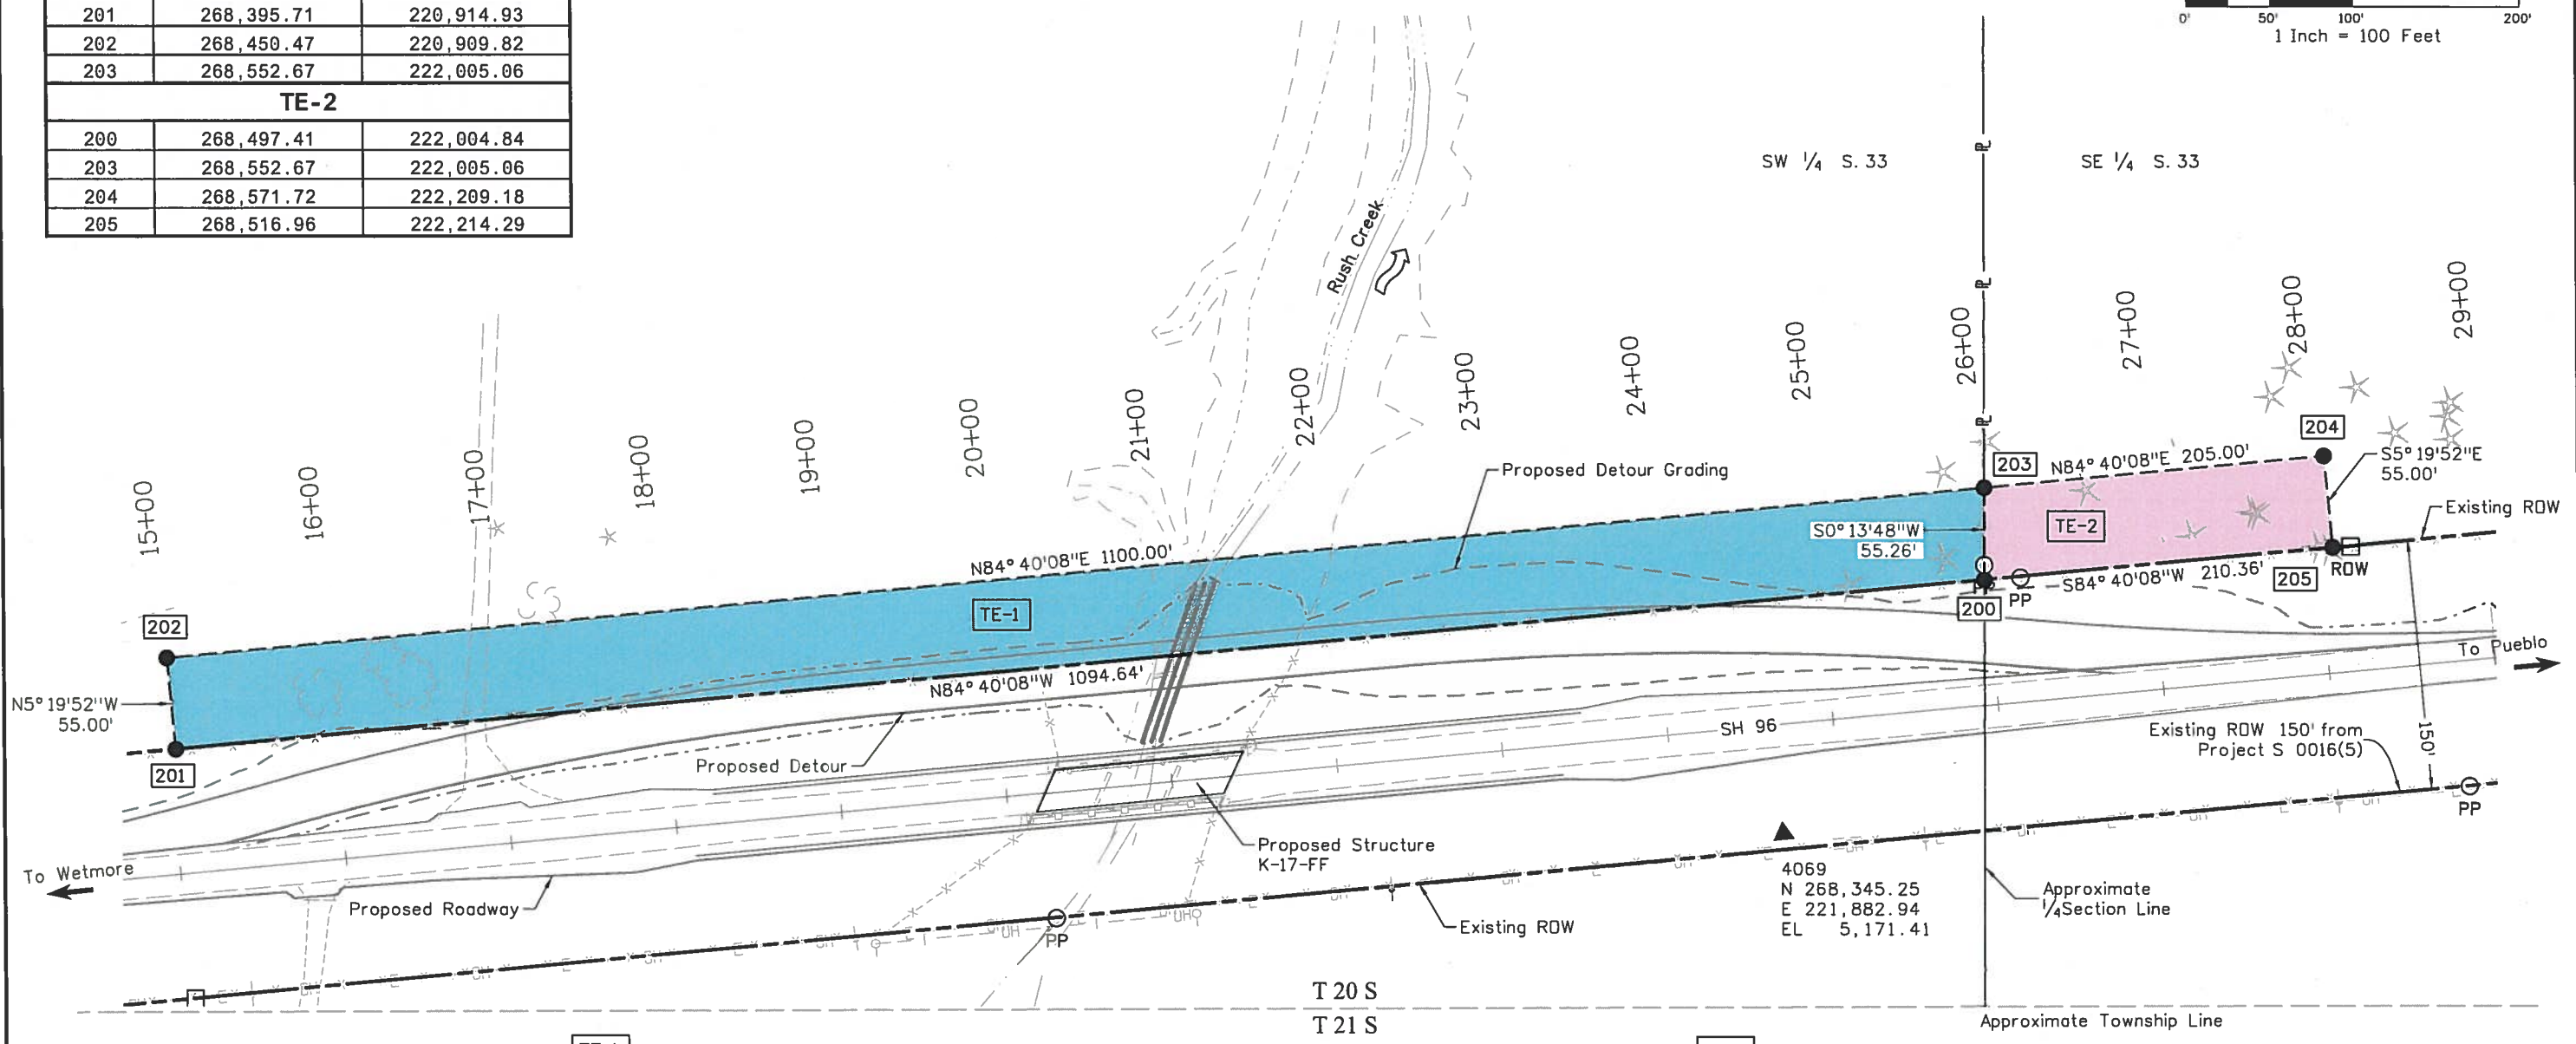 201 268,395.71 220,914.93
202 268,450.47 220,909.82
203 268,552.67 222,005.06
TE-2
200 268,497.41 222,004.84
203 268,552.67 222,005.06
204 268,571.72 222,209.18
205 268,516.96 222,214.29
0' 50' 100' 200'
1 Inch = 100 Feet
SW 1/4 S. 33
SE 1/4 S. 33
Rush Creek
15+00
16+00
17+00
18+00
19+00
20+00
21+00
22+00
23+00
24+00
25+00
26+00
27+00
28+00
29+00
PL
PL
PL
204
203
N84°40'08"E 205.00'
S5°19'52"E
55.00'
Proposed Detour Grading
Existing ROW
S0°13'48"W
55.26'
TE-2
N84°40'08"E 1100.00'
TE-1
S84°40'08"W 210.36'
205
ROW
PP
200
202
N84°40'08"W 1094.64'
To Pueblo
N5°19'52"W
55.00'
201
Proposed Detour
SH 96
Existing ROW 150' from
Project S 0016(5)
150'
PP
Proposed Structure
K-17-FF
To Wetmore
Proposed Roadway
4069
N 268,345.25
E 221,882.94
EL 5,171.41
Approximate
1/4 Section Line
Existing ROW
PP
T 20 S
T 21 S
Approximate Township Line